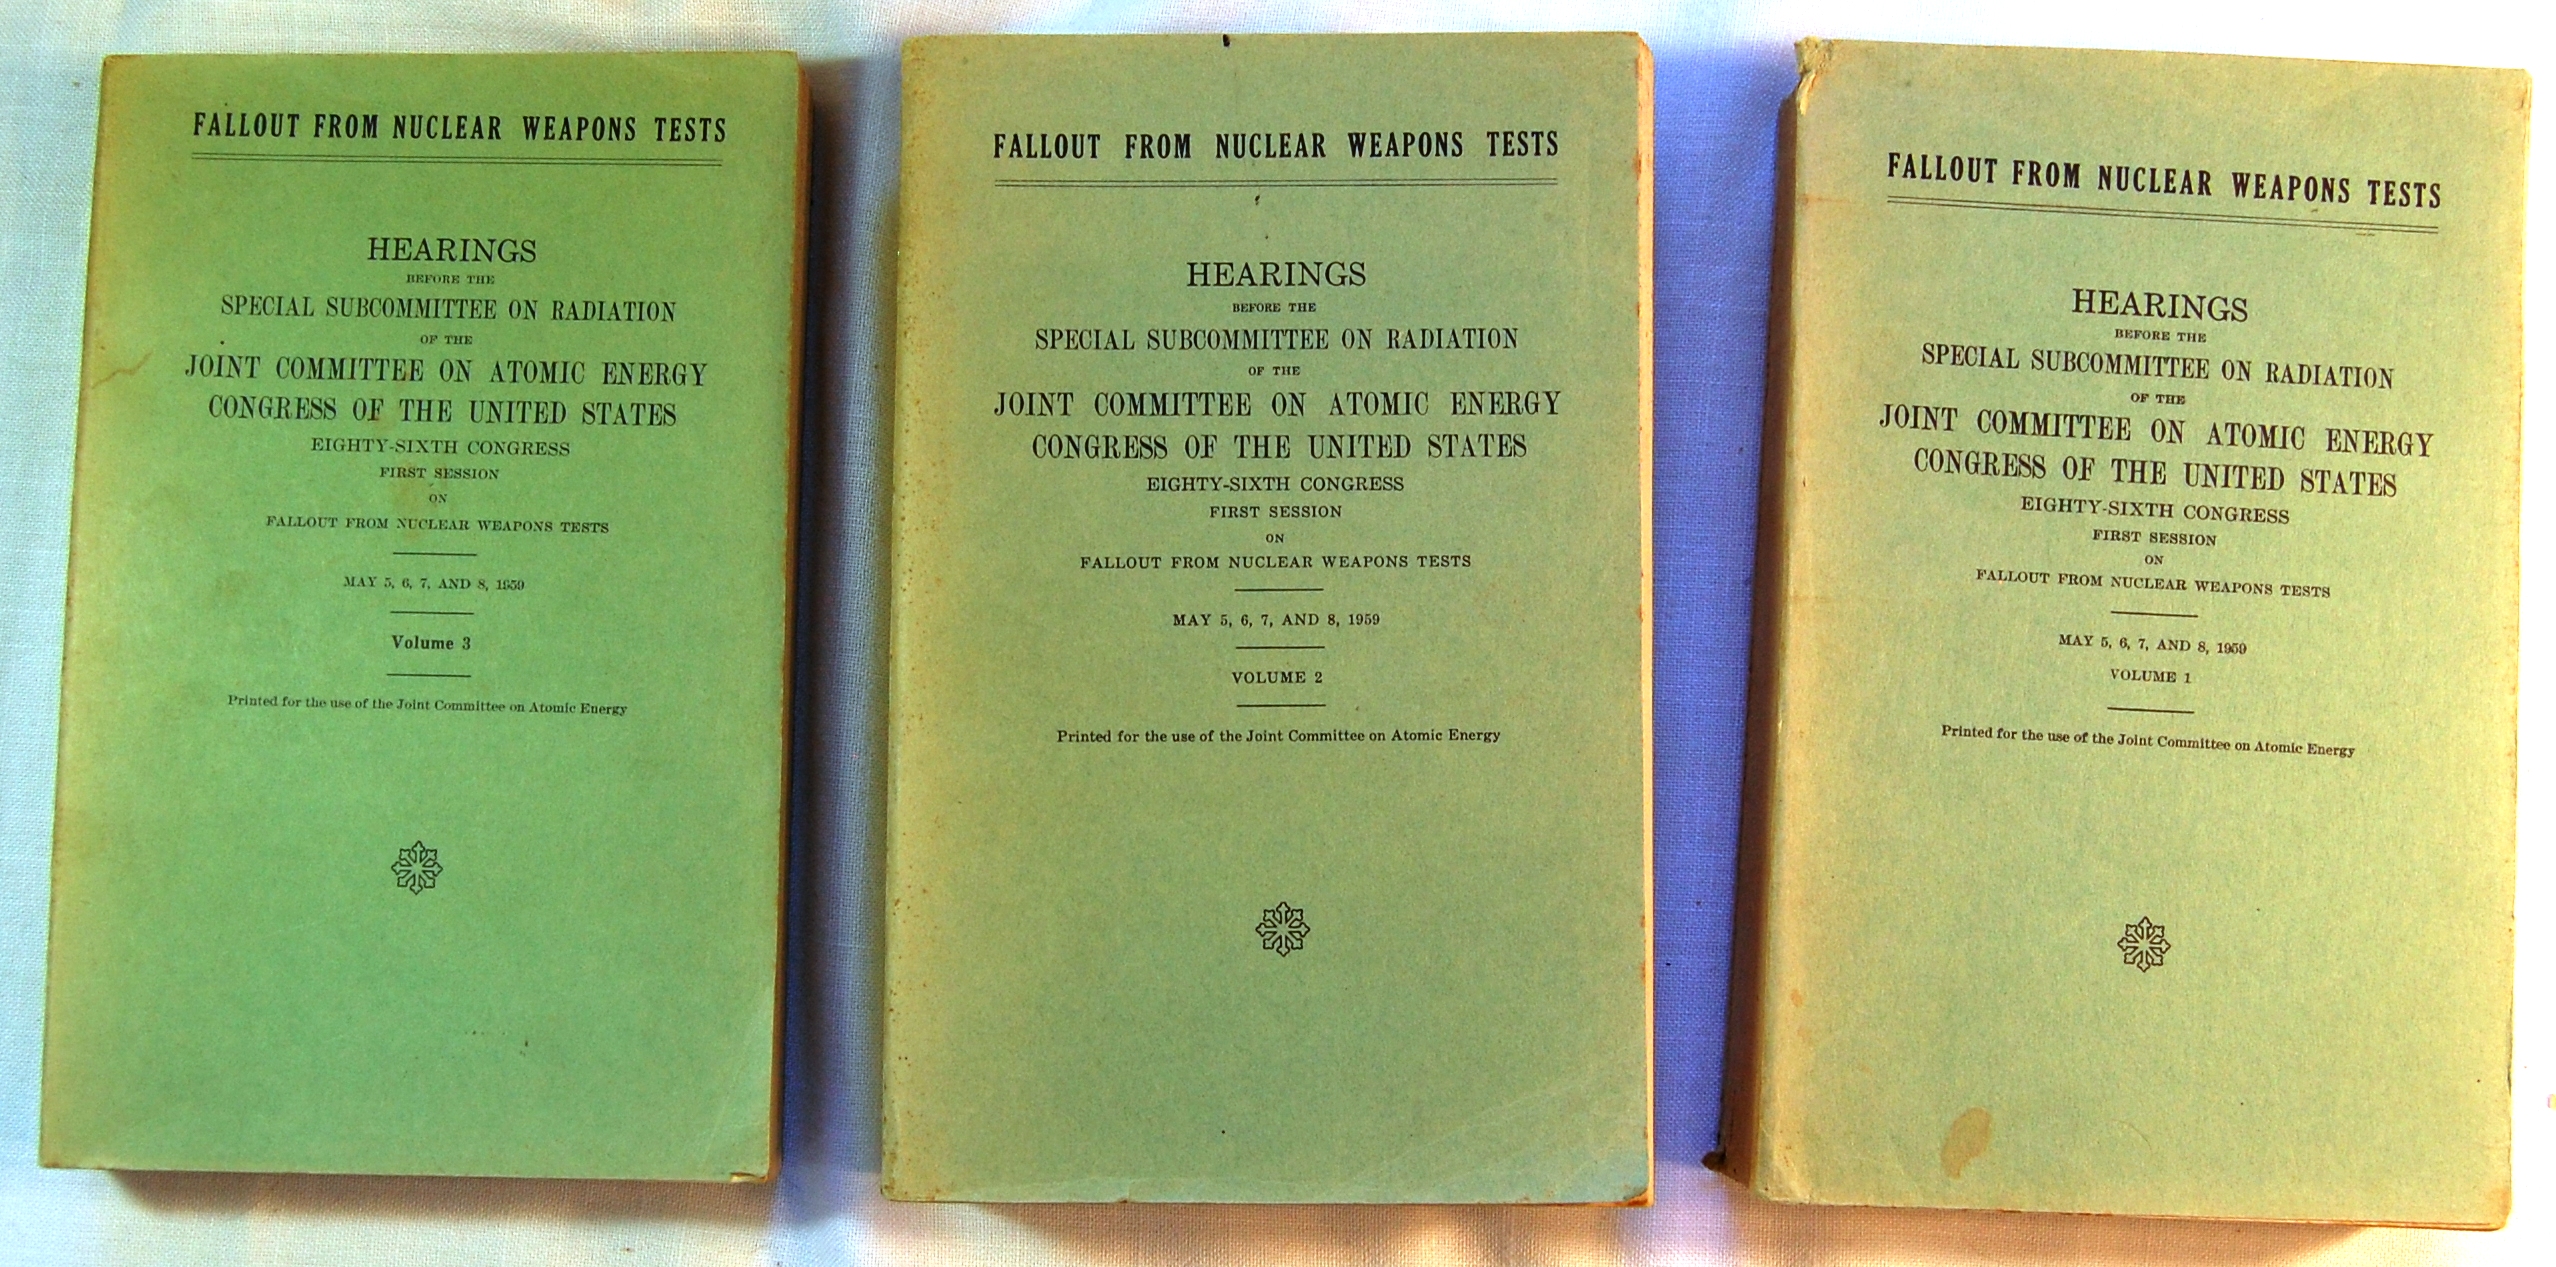 FALLOUT FROM NUCLEAR WEAPONS TESTS
HEARINGS
BEFORE THE
SPECIAL SUBCOMMITTEE ON RADIATION
OF THE
JOINT COMMITTEE ON ATOMIC ENERGY
CONGRESS OF THE UNITED STATES
EIGHTY-SIXTH CONGRESS
FIRST SESSION
ON
FALLOUT FROM NUCLEAR WEAPONS TESTS
MAY 5, 6, 7, AND 8, 1959
Volume 3
Printed for the use of the Joint Committee on Atomic Energy
FALLOUT FROM NUCLEAR WEAPONS TESTS
HEARINGS
BEFORE THE
SPECIAL SUBCOMMITTEE ON RADIATION
OF THE
JOINT COMMITTEE ON ATOMIC ENERGY
CONGRESS OF THE UNITED STATES
EIGHTY-SIXTH CONGRESS
FIRST SESSION
ON
FALLOUT FROM NUCLEAR WEAPONS TESTS
MAY 5, 6, 7, AND 8, 1959
VOLUME 2
Printed for the use of the Joint Committee on Atomic Energy
FALLOUT FROM NUCLEAR WEAPONS TESTS
HEARINGS
BEFORE THE
SPECIAL SUBCOMMITTEE ON RADIATION
OF THE
JOINT COMMITTEE ON ATOMIC ENERGY
CONGRESS OF THE UNITED STATES
EIGHTY-SIXTH CONGRESS
FIRST SESSION
ON
FALLOUT FROM NUCLEAR WEAPONS TESTS
MAY 5, 6, 7, AND 8, 1959
VOLUME 1
Printed for the use of the Joint Committee on Atomic Energy